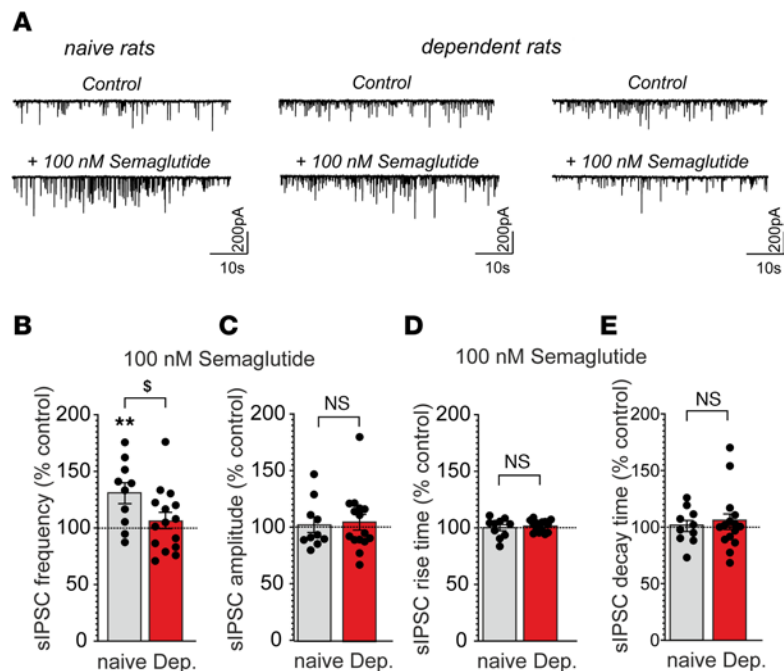 A
naive rats
dependent rats
Control
Control
Control
+ 100 nM Semaglutide
+ 100 nM Semaglutide
+ 100 nM Semaglutide
200pA
10s
200pA
10s
200pA
10s
B
C
D
E
100 nM Semaglutide
100 nM Semaglutide
sIPSC frequency (% control)
200
150
100
50
0
**
$
naive Dep.
sIPSC amplitude (% control)
200
150
100
50
0
NS
naive Dep.
sIPSC rise time (% control)
200
150
100
50
0
NS
naive Dep.
sIPSC decay time (% control)
200
150
100
50
0
NS
naive Dep.